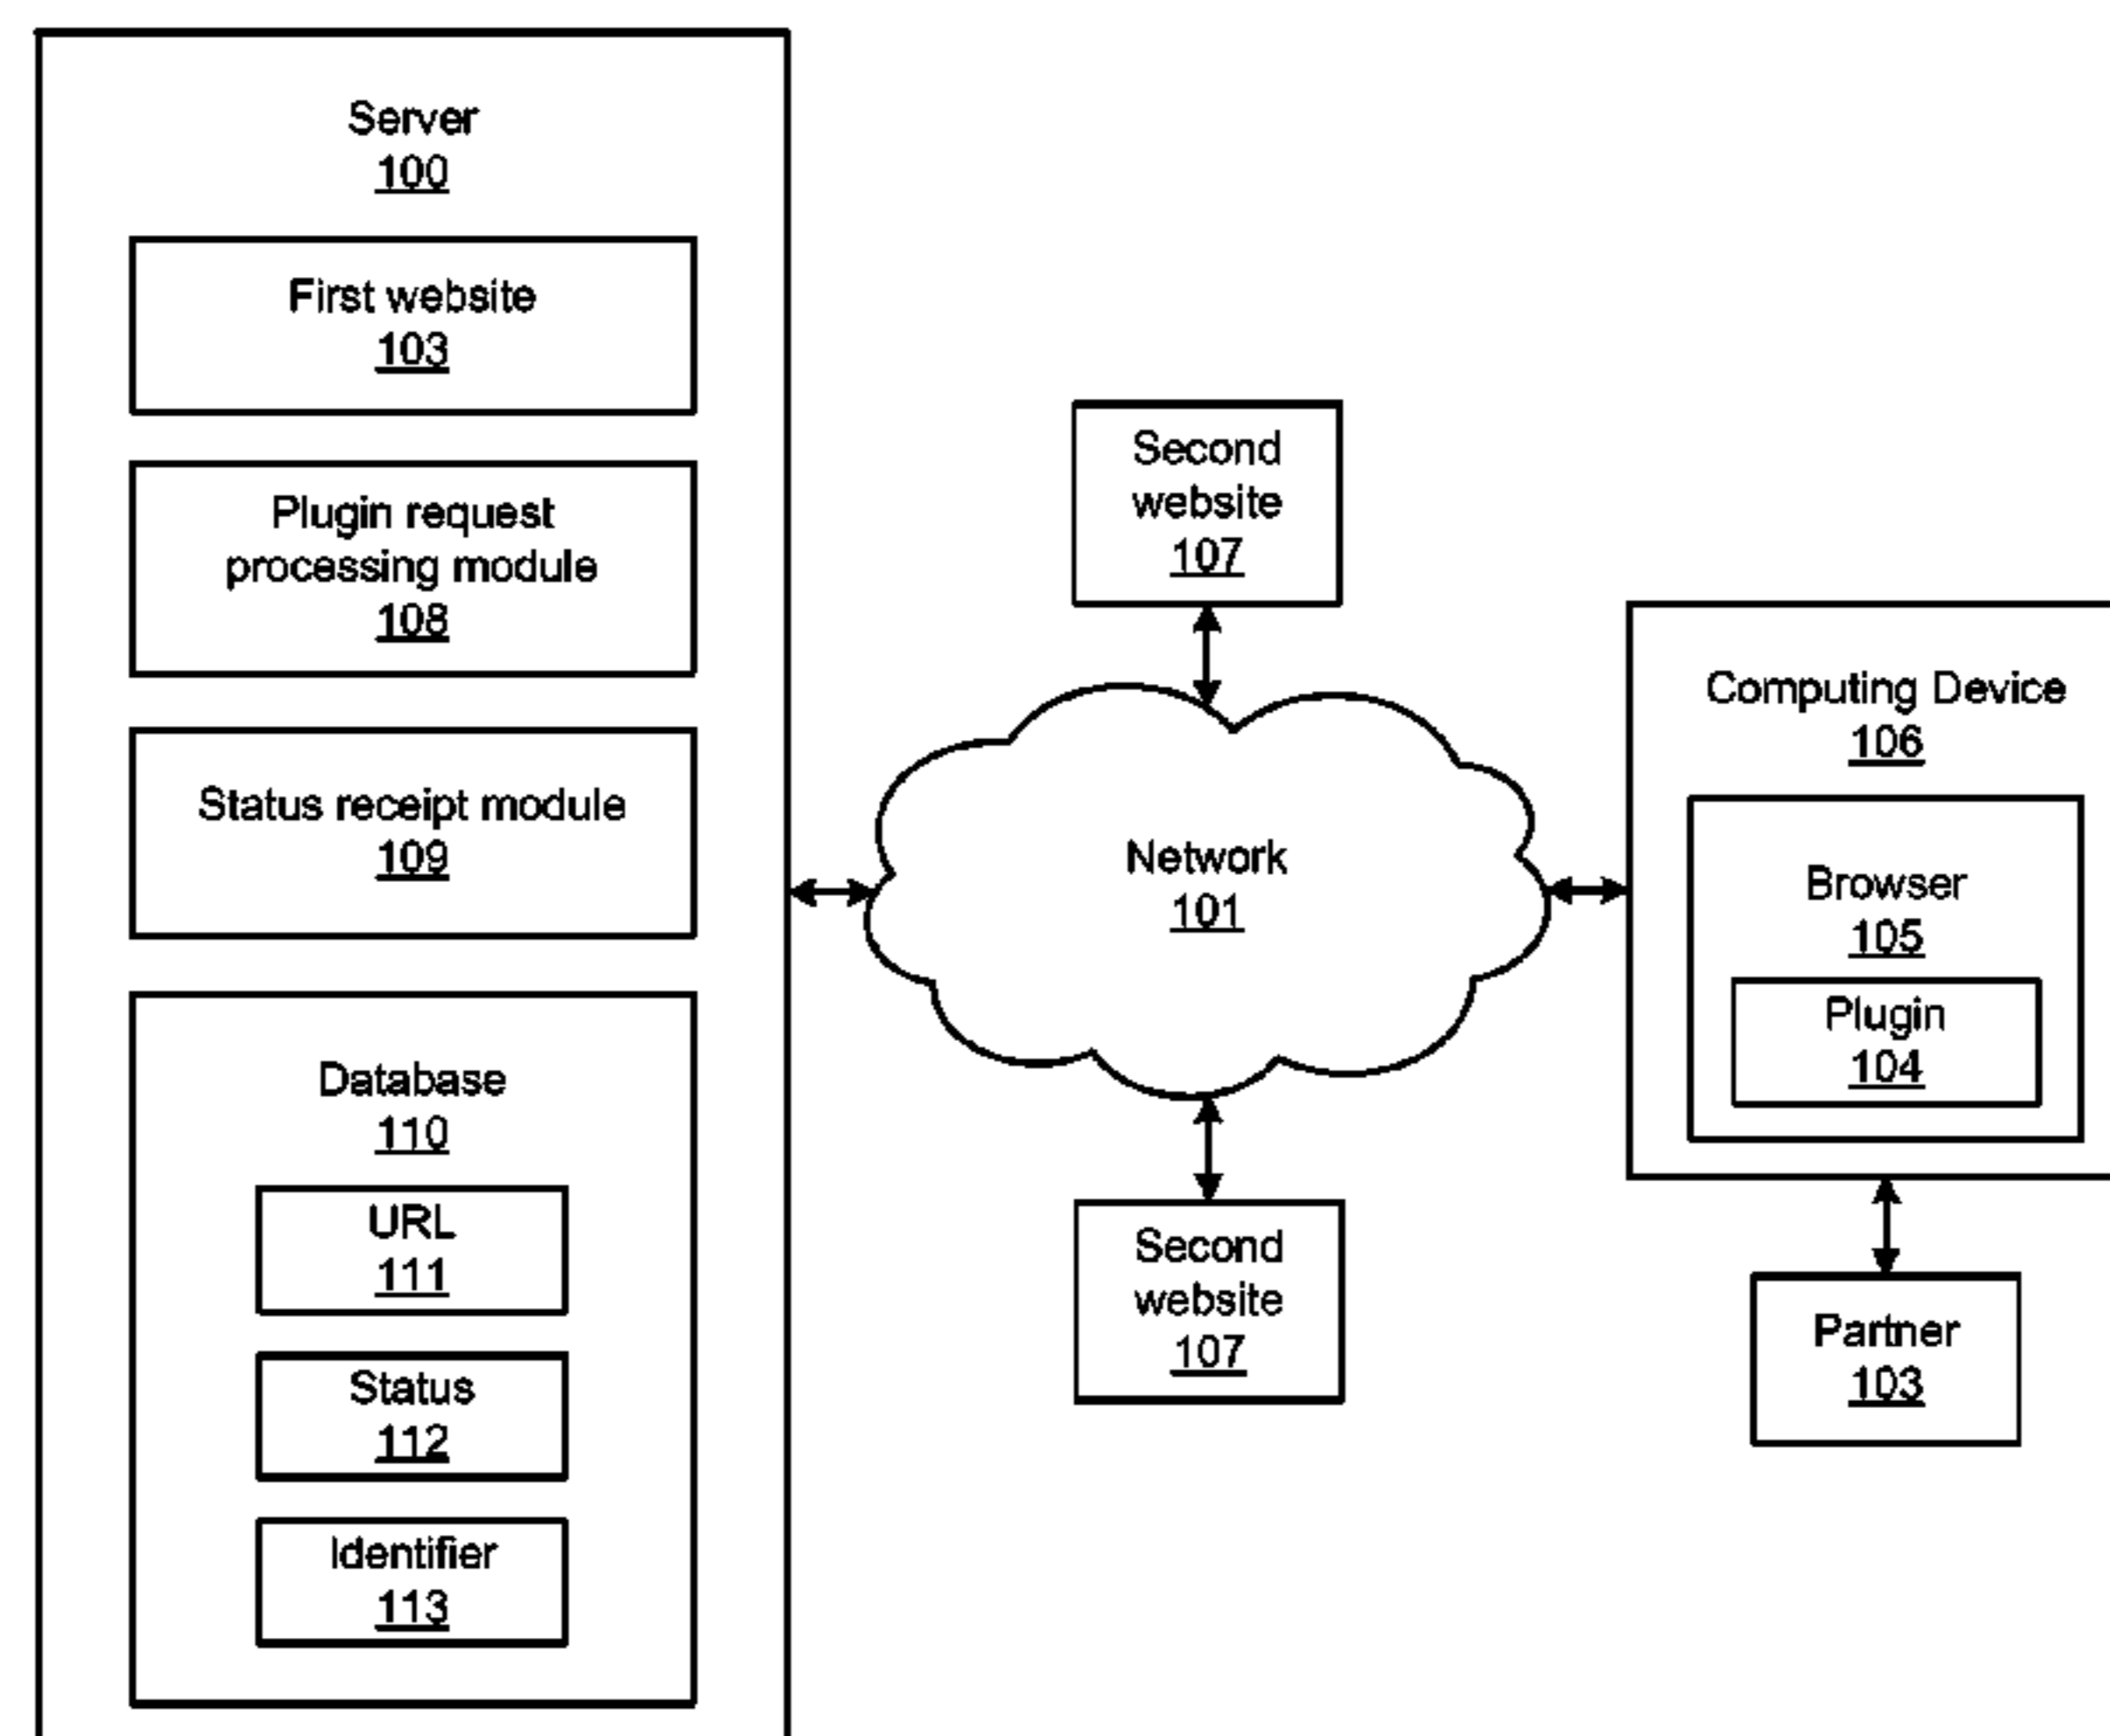 Server
100
First website
103
Plugin request
processing module
108
Status receipt module
109
Database
110
URL
111
Status
112
Identifier
113
Second
website
107
Network
101
Second
website
107
Computing Device
106
Browser
105
Plugin
104
Partner
103